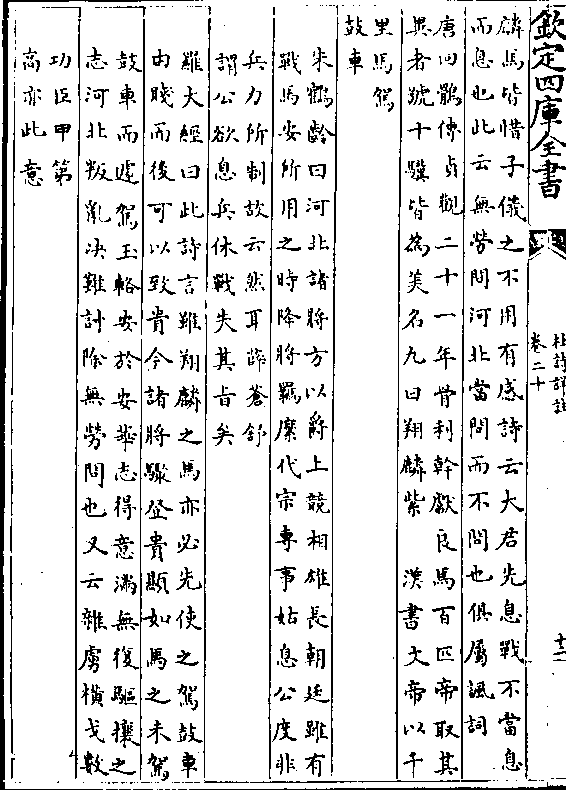 欽定四庫全書
杜詩詳註
卷二十
十二
麟馬皆惜子儀之不用有感詩云大君先息戰不當息
而息也此云無勞問河北當問而不問也俱屬諷詞
唐回鶻傳貞觀二十一年骨利幹獻良馬百匹帝取其
異者號十驥皆為美名九曰翔麟紫　漢書文帝以千
里馬駕
鼓車
朱鶴齡曰河北諸將方以爵上競相雄長朝廷雖有
戰馬安所用之時降將羈縻代宗專事姑息公度非
兵力所制故云然耳薛蒼舒
謂公欲息兵休戰失其旨矣
羅大經曰此詩言雖翔麟之馬亦必先使之駕鼓車
由賤而後可以致貴今諸將驟登貴顯如馬之未駕
鼓車而遽駕玉輅安於安華志得意滿無復驅攘之
志河北叛亂决難計除無勞問也又云雜虜橫戈數
功臣甲第
高亦此意